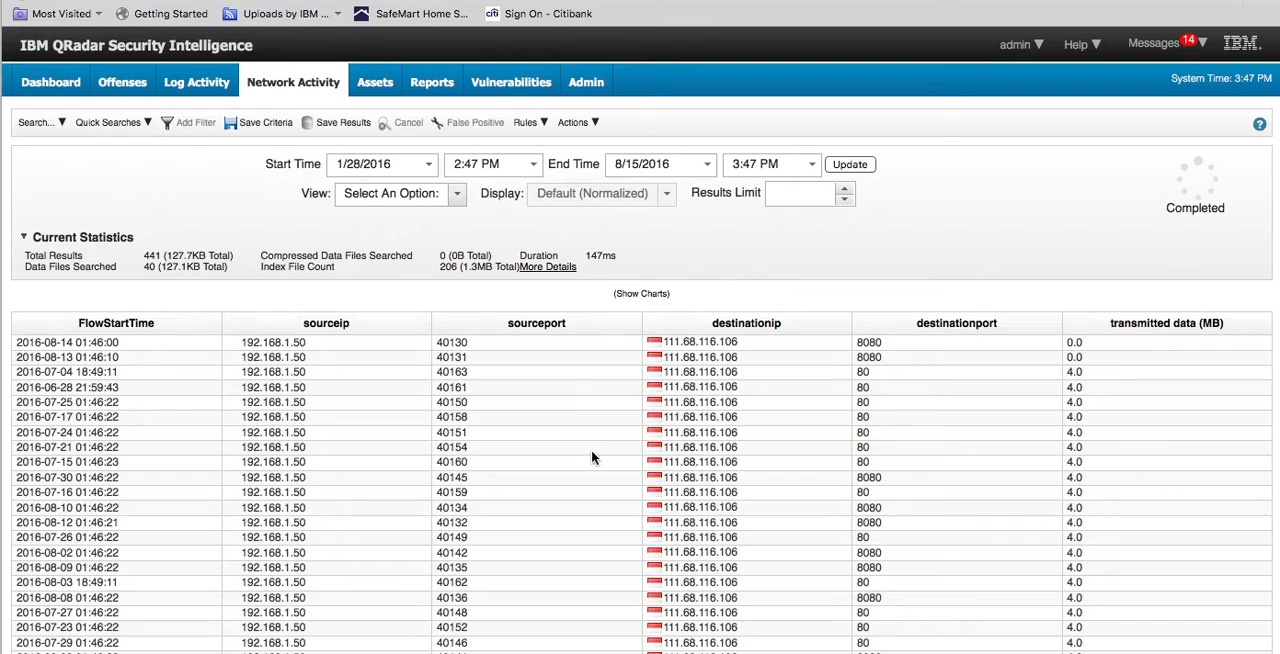 Most Visited Getting Started Uploads by IBM ... SafeMart Home S... citi Sign On - Citibank
IBM QRadar Security Intelligence admin Help Messages 14 IBM.
Dashboard Offenses Log Activity Network Activity Assets Reports Vulnerabilities Admin System Time: 3:47 PM
Search... Quick Searches Add Filter Save Criteria Save Results Cancel False Positive Rules Actions ?
Start Time 1/28/2016 2:47 PM End Time 8/15/2016 3:47 PM Update
View: Select An Option: Display: Default (Normalized) Results Limit
Completed
Current Statistics
Total Results 441 (127.7KB Total) Compressed Data Files Searched 0 (0B Total) Duration 147ms
Data Files Searched 40 (127.1KB Total) Index File Count 206 (1.3MB Total) More Details
(Show Charts)
FlowStartTime sourceip sourceport destinationip destinationport transmitted data (MB)
2016-08-14 01:46:00 192.168.1.50 40130 111.68.116.106 8080 0.0
2016-08-13 01:46:10 192.168.1.50 40131 111.68.116.106 8080 0.0
2016-07-04 18:49:11 192.168.1.50 40163 111.68.116.106 80 4.0
2016-06-28 21:59:43 192.168.1.50 40161 111.68.116.106 80 4.0
2016-07-25 01:46:22 192.168.1.50 40150 111.68.116.106 80 4.0
2016-07-17 01:46:22 192.168.1.50 40158 111.68.116.106 80 4.0
2016-07-24 01:46:22 192.168.1.50 40151 111.68.116.106 80 4.0
2016-07-21 01:46:22 192.168.1.50 40154 111.68.116.106 80 4.0
2016-07-15 01:46:23 192.168.1.50 40160 111.68.116.106 80 4.0
2016-07-30 01:46:22 192.168.1.50 40145 111.68.116.106 8080 4.0
2016-07-16 01:46:22 192.168.1.50 40159 111.68.116.106 80 4.0
2016-08-10 01:46:22 192.168.1.50 40134 111.68.116.106 8080 4.0
2016-08-12 01:46:21 192.168.1.50 40132 111.68.116.106 8080 4.0
2016-07-26 01:46:22 192.168.1.50 40149 111.68.116.106 80 4.0
2016-08-02 01:46:22 192.168.1.50 40142 111.68.116.106 8080 4.0
2016-08-09 01:46:22 192.168.1.50 40135 111.68.116.106 8080 4.0
2016-08-03 18:49:11 192.168.1.50 40162 111.68.116.106 80 4.0
2016-08-08 01:46:22 192.168.1.50 40136 111.68.116.106 8080 4.0
2016-07-27 01:46:22 192.168.1.50 40148 111.68.116.106 80 4.0
2016-07-23 01:46:22 192.168.1.50 40152 111.68.116.106 80 4.0
2016-07-29 01:46:22 192.168.1.50 40146 111.68.116.106 80 4.0